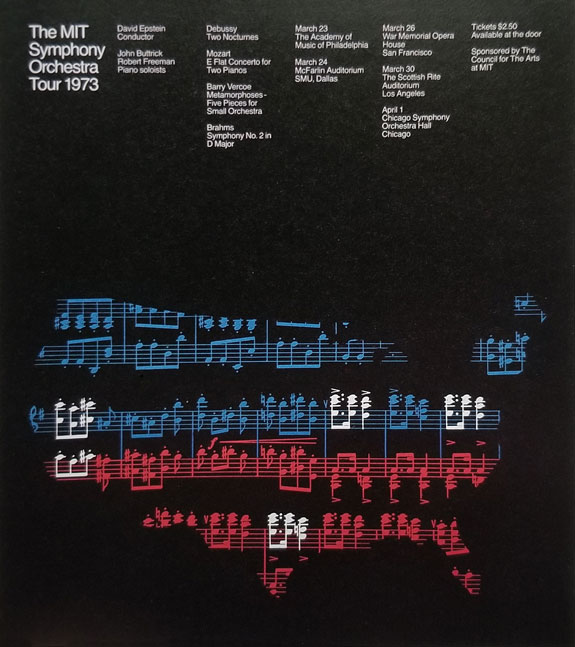 The MIT
Symphony
Orchestra
Tour 1973
David Epstein
Conductor
John Buttrick
Robert Freeman
Piano soloists
Debussy
Two Nocturnes
Mozart
E Flat Concerto for
Two Pianos
Barry Vercoe
Metamorphoses-
Five Pieces for
Small Orchestra
Brahms
Symphony No. 2 in
D Major
March 23
The Academy of
Music of Philadelphia
March 24
McFarlin Auditorium
SMU, Dallas
March 26
War Memorial Opera
House
San Francisco
March 30
The Scottish Rite
Auditorium
Los Angeles
April 1
Chicago Symphony
Orchestra Hall
Chicago
Tickets $2.50
Available at the door
Sponsored by The
Council for The Arts
at MIT
f